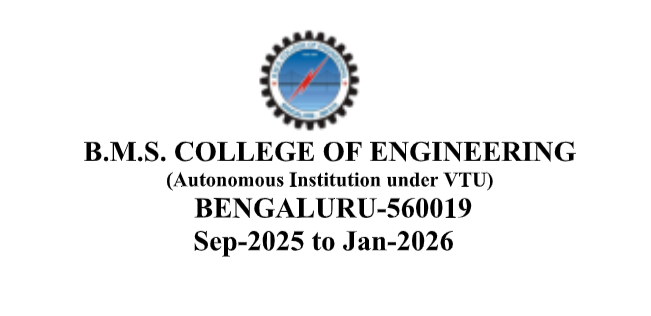 B.M.S. COLLEGE OF ENGINEERING
(Autonomous Institution under VTU)
BENGALURU-560019
Sep-2025 to Jan-2026